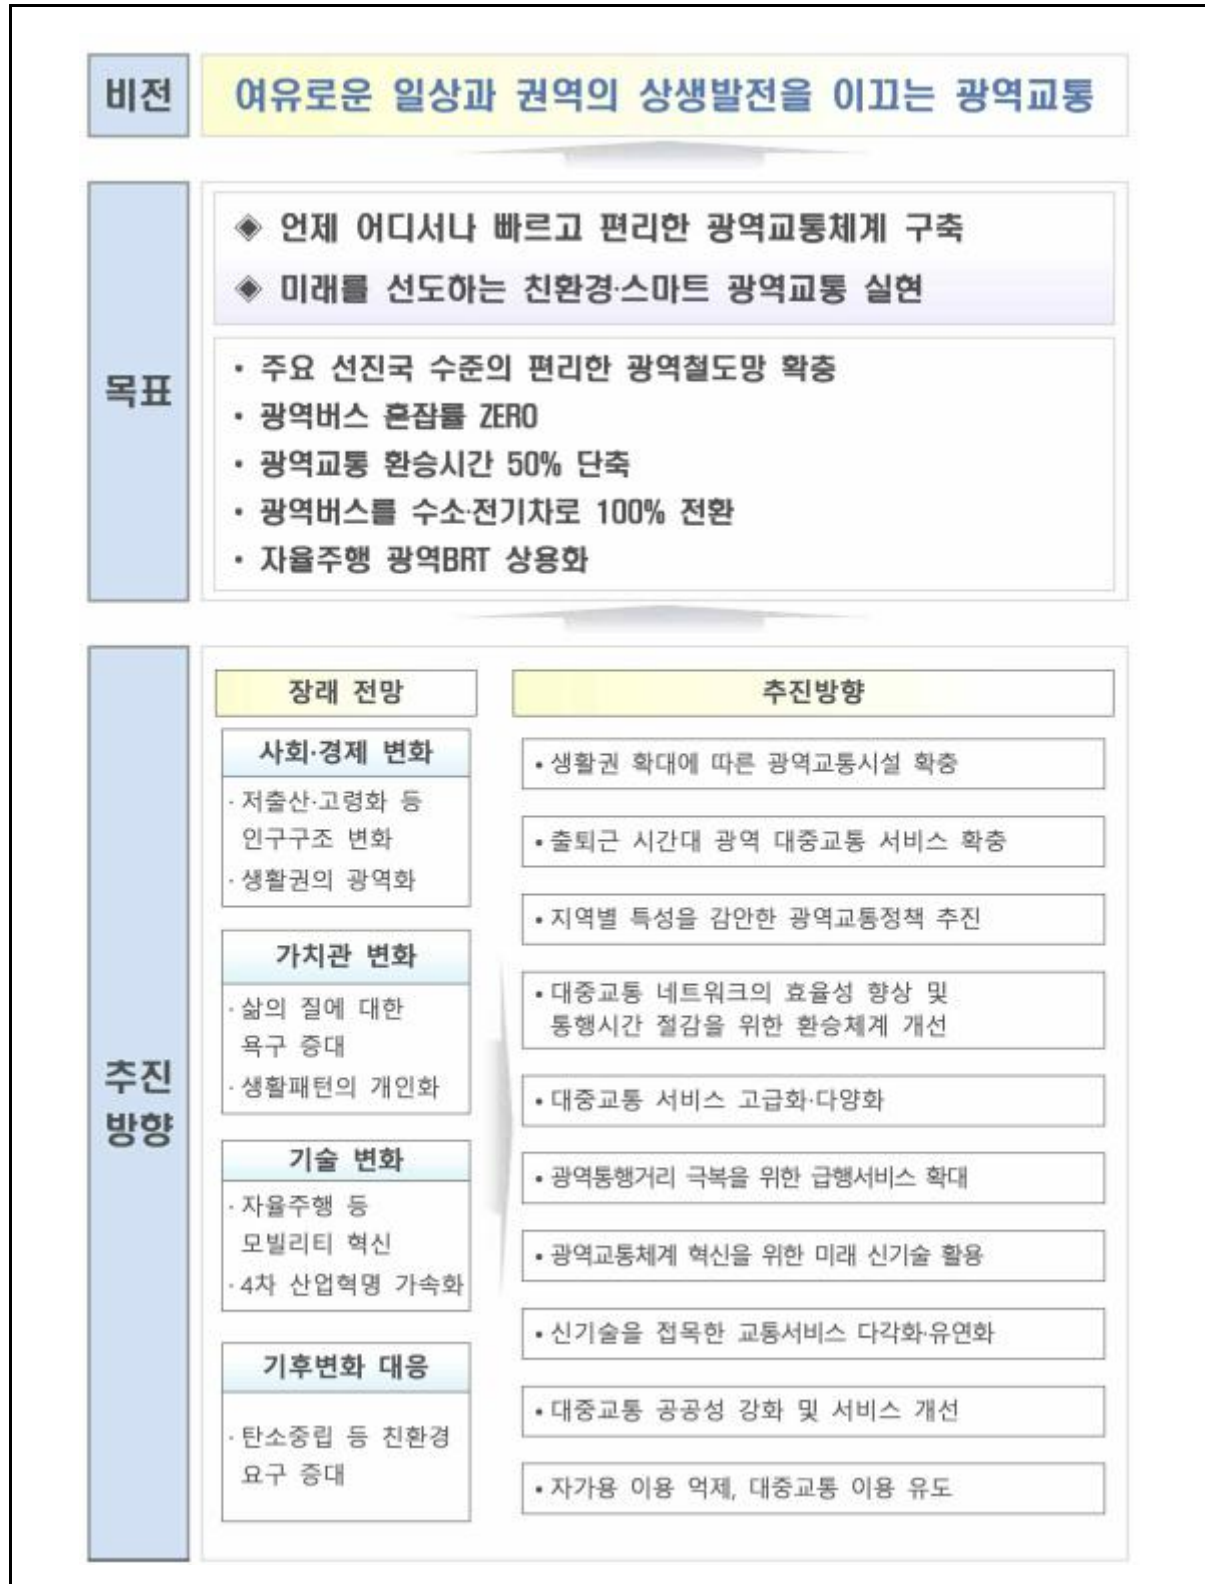 비전
여유로운 일상과 권역의 상생발전을 이끄는 광역교통
목표
◈ 언제 어디서나 빠르고 편리한 광역교통체계 구축
◈ 미래를 선도하는 친환경·스마트 광역교통 실현
• 주요 선진국 수준의 편리한 광역철도망 확충
• 광역버스 혼잡률 ZERO
• 광역교통 환승시간 50% 단축
• 광역버스를 수소·전기차로 100% 전환
• 자율주행 광역BRT 상용화
추진
방향
장래 전망
사회·경제 변화
· 저출산·고령화 등
인구구조 변화
· 생활권의 광역화
가치관 변화
· 삶의 질에 대한
욕구 증대
· 생활패턴의 개인화
기술 변화
· 자율주행 등
모빌리티 혁신
· 4차 산업혁명 가속화
기후변화 대응
· 탄소중립 등 친환경
요구 증대
추진방향
• 생활권 확대에 따른 광역교통시설 확충
• 출퇴근 시간대 광역 대중교통 서비스 확충
• 지역별 특성을 감안한 광역교통정책 추진
• 대중교통 네트워크의 효율성 향상 및
통행시간 절감을 위한 환승체계 개선
• 대중교통 서비스 고급화·다양화
• 광역통행거리 극복을 위한 급행서비스 확대
• 광역교통체계 혁신을 위한 미래 신기술 활용
• 신기술을 접목한 교통서비스 다각화·유연화
• 대중교통 공공성 강화 및 서비스 개선
• 자가용 이용 억제, 대중교통 이용 유도